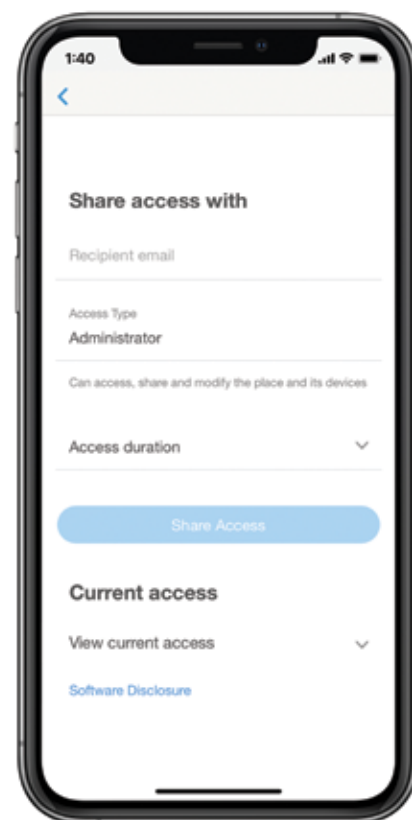 1:40
Share access with
Recipient email
Access Type
Administrator
Can access, share and modify the place and its devices
Access duration
Share Access
Current access
View current access
Software Disclosure